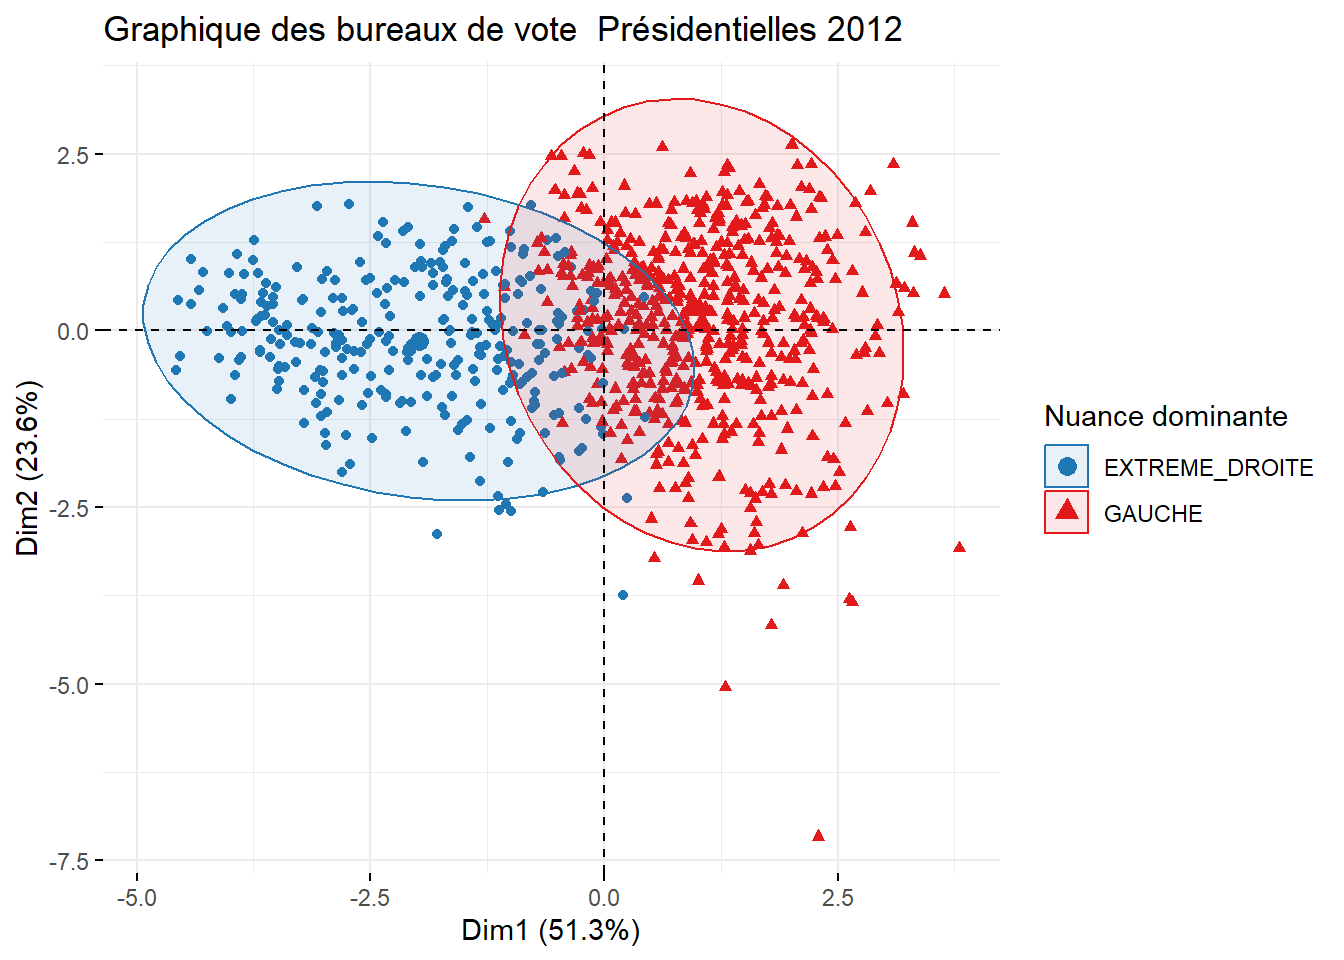 Graphique des bureaux de vote  Présidentielles 2012
2.5
0.0
-2.5
-5.0
-7.5
Dim2 (23.6%)
-5.0 -2.5 0.0 2.5
Dim1 (51.3%)
Nuance dominante
EXTREME_DROITE
GAUCHE